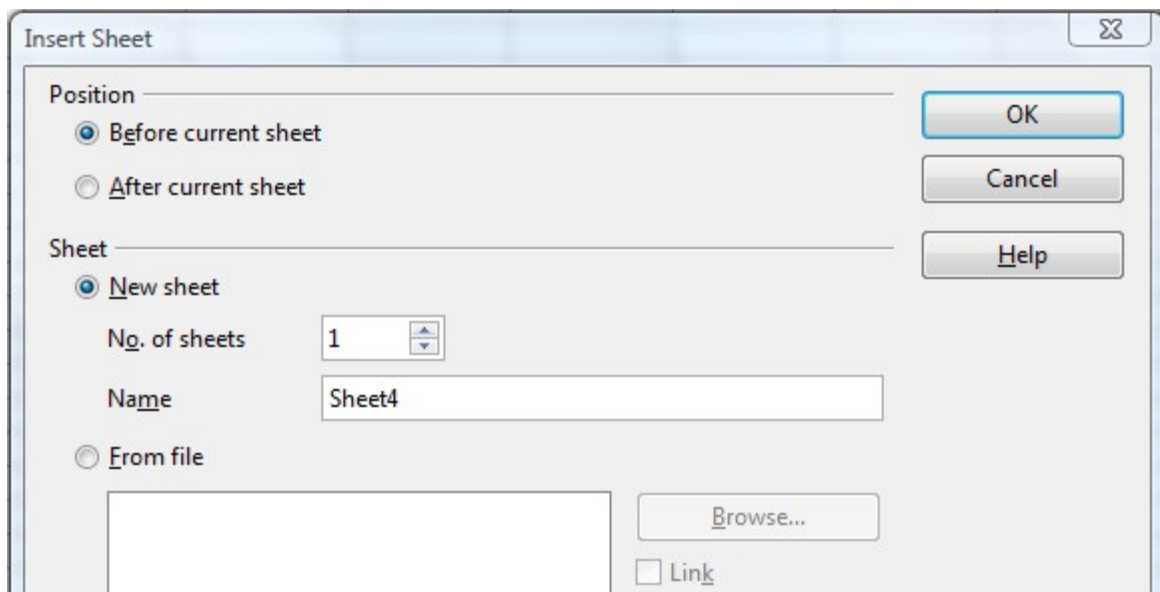 Insert Sheet
Position
Before current sheet
After current sheet
OK
Cancel
Help
Sheet
New sheet
No. of sheets 1
Name Sheet4
From file
Browse...
Link